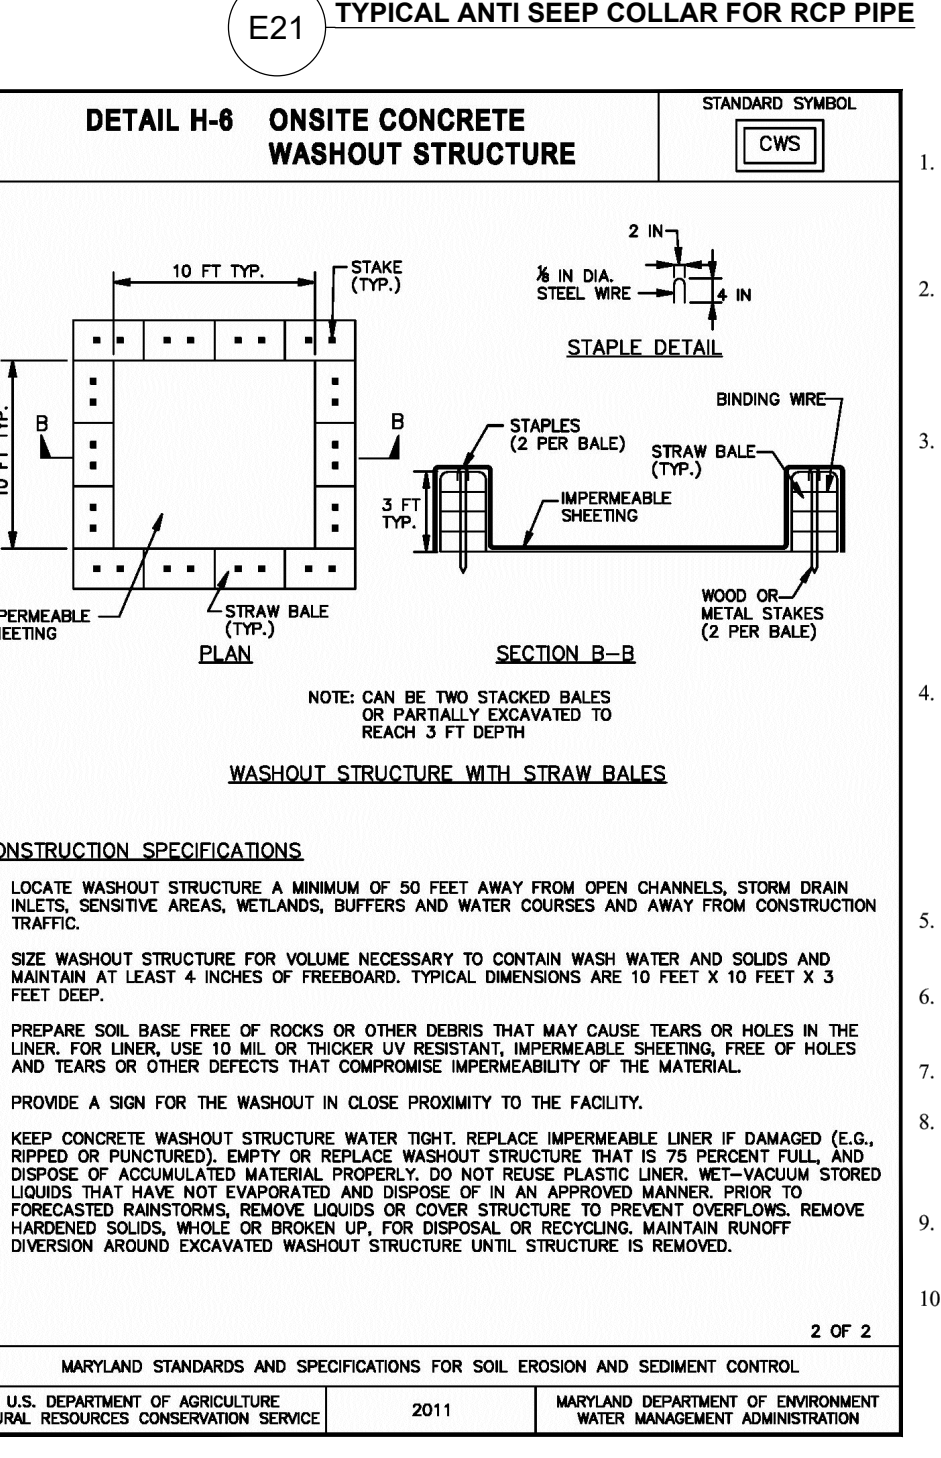 E21
TYPICAL ANTI SEEP COLLAR FOR RCP PIPE
DETAIL H-6 ONSITE CONCRETE
WASHOUT STRUCTURE
STANDARD SYMBOL
CWS
10 FT TYP.
STAKE
(TYP.)
10 FT TYP.
B
B
STRAW BALE
(TYP.)
PLAN
2 IN
⅛ IN DIA.
STEEL WIRE
4 IN
STAPLE DETAIL
BINDING WIRE
STAPLES
(2 PER BALE)
STRAW BALE
(TYP.)
3 FT
TYP.
IMPERMEABLE
SHEETING
WOOD OR
METAL STAKES
(2 PER BALE)
SECTION B-B
NOTE: CAN BE TWO STACKED BALES
OR PARTIALLY EXCAVATED TO
REACH 3 FT DEPTH
WASHOUT STRUCTURE WITH STRAW BALES
ONSTRUCTION SPECIFICATIONS
LOCATE WASHOUT STRUCTURE A MINIMUM OF 50 FEET AWAY FROM OPEN CHANNELS, STORM DRAIN
INLETS, SENSITIVE AREAS, WETLANDS, BUFFERS AND WATER COURSES AND AWAY FROM CONSTRUCTION
TRAFFIC.
SIZE WASHOUT STRUCTURE FOR VOLUME NECESSARY TO CONTAIN WASH WATER AND SOLIDS AND
MAINTAIN AT LEAST 4 INCHES OF FREEBOARD. TYPICAL DIMENSIONS ARE 10 FEET X 10 FEET X 3
FEET DEEP.
PREPARE SOIL BASE FREE OF ROCKS OR OTHER DEBRIS THAT MAY CAUSE TEARS OR HOLES IN THE
LINER. FOR LINER, USE 10 MIL OR THICKER UV RESISTANT, IMPERMEABLE SHEETING, FREE OF HOLES
AND TEARS OR OTHER DEFECTS THAT COMPROMISE IMPERMEABILITY OF THE MATERIAL.
PROVIDE A SIGN FOR THE WASHOUT IN CLOSE PROXIMITY TO THE FACILITY.
KEEP CONCRETE WASHOUT STRUCTURE WATER TIGHT. REPLACE IMPERMEABLE LINER IF DAMAGED (E.G.,
RIPPED OR PUNCTURED). EMPTY OR REPLACE WASHOUT STRUCTURE THAT IS 75 PERCENT FULL, AND
DISPOSE OF ACCUMULATED MATERIAL PROPERLY. DO NOT REUSE PLASTIC LINER. WET-VACUUM STORED
LIQUIDS THAT HAVE NOT EVAPORATED AND DISPOSE OF IN AN APPROVED MANNER. PRIOR TO
FORECASTED RAINSTORMS, REMOVE LIQUIDS OR COVER STRUCTURE TO PREVENT OVERFLOWS. REMOVE
HARDENED SOLIDS, WHOLE OR BROKEN UP, FOR DISPOSAL OR RECYCLING. MAINTAIN RUNOFF
DIVERSION AROUND EXCAVATED WASHOUT STRUCTURE UNTIL STRUCTURE IS REMOVED.
2 OF 2
MARYLAND STANDARDS AND SPECIFICATIONS FOR SOIL EROSION AND SEDIMENT CONTROL
U.S. DEPARTMENT OF AGRICULTURE
RESOURCES CONSERVATION SERVICE
2011
MARYLAND DEPARTMENT OF ENVIRONMENT
WATER MANAGEMENT ADMINISTRATION
1.
2.
3.
4.
5.
6.
7.
8.
9.
10